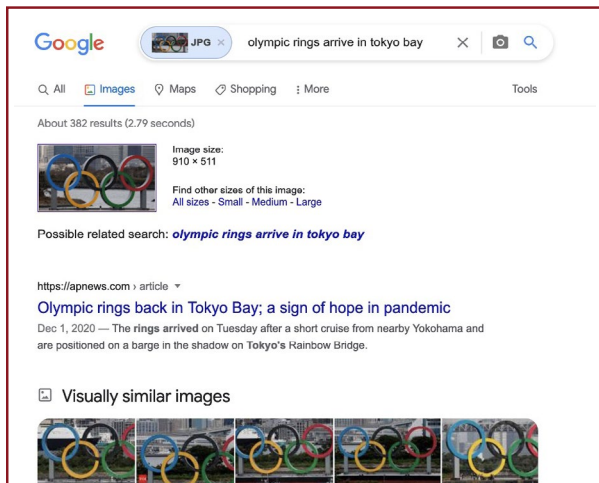 Google
JPG × olympic rings arrive in tokyo bay
All Images Maps Shopping More Tools
About 382 results (2.79 seconds)
Image size:
910 × 511
Find other sizes of this image:
All sizes - Small - Medium - Large
Possible related search: olympic rings arrive in tokyo bay
https://apnews.com › article
Olympic rings back in Tokyo Bay; a sign of hope in pandemic
Dec 1, 2020 — The rings arrived on Tuesday after a short cruise from nearby Yokohama and
are positioned on a barge in the shadow on Tokyo's Rainbow Bridge.
Visually similar images